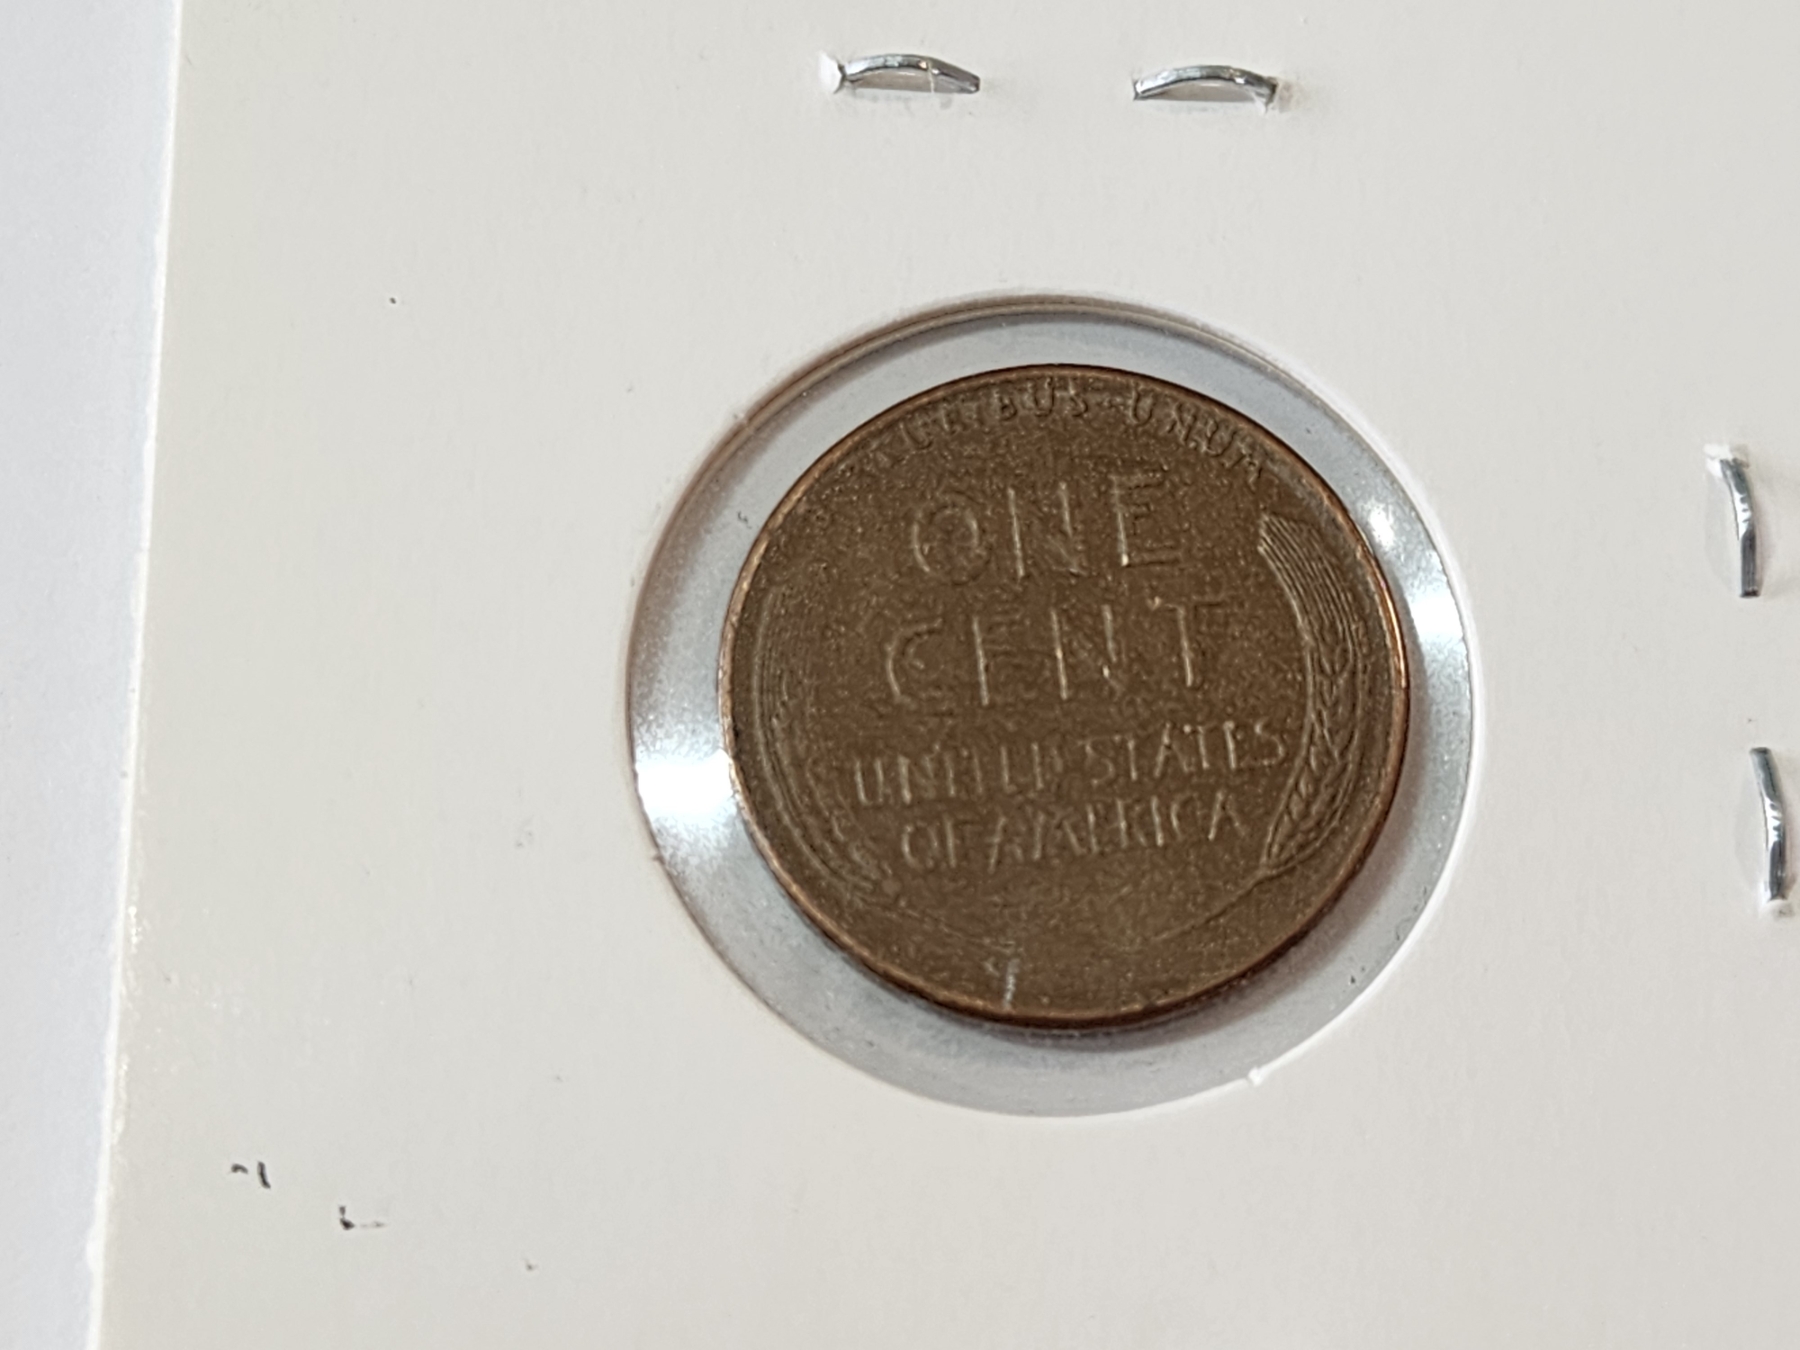 PLURIBUS·UNUM
ONE
CENT
UNITED STATES
OF AMERICA